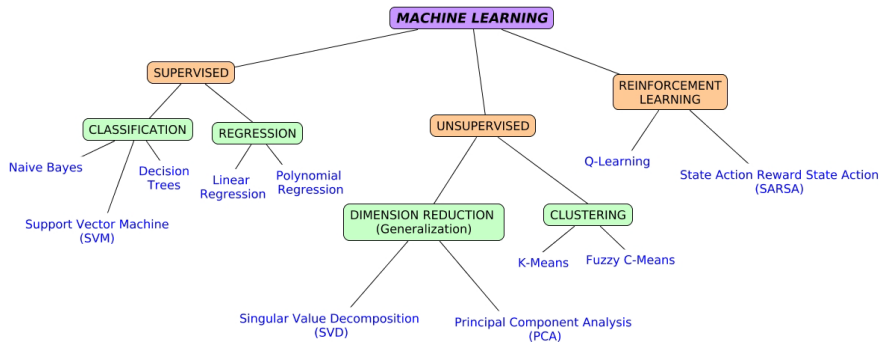 MACHINE LEARNING
SUPERVISED
CLASSIFICATION
Naive Bayes
Support Vector Machine
(SVM)
Decision
Trees
REGRESSION
Linear
Regression
Polynomial
Regression
UNSUPERVISED
DIMENSION REDUCTION
(Generalization)
Singular Value Decomposition
(SVD)
Principal Component Analysis
(PCA)
CLUSTERING
K-Means
Fuzzy C-Means
REINFORCEMENT
LEARNING
Q-Learning
State Action Reward State Action
(SARSA)